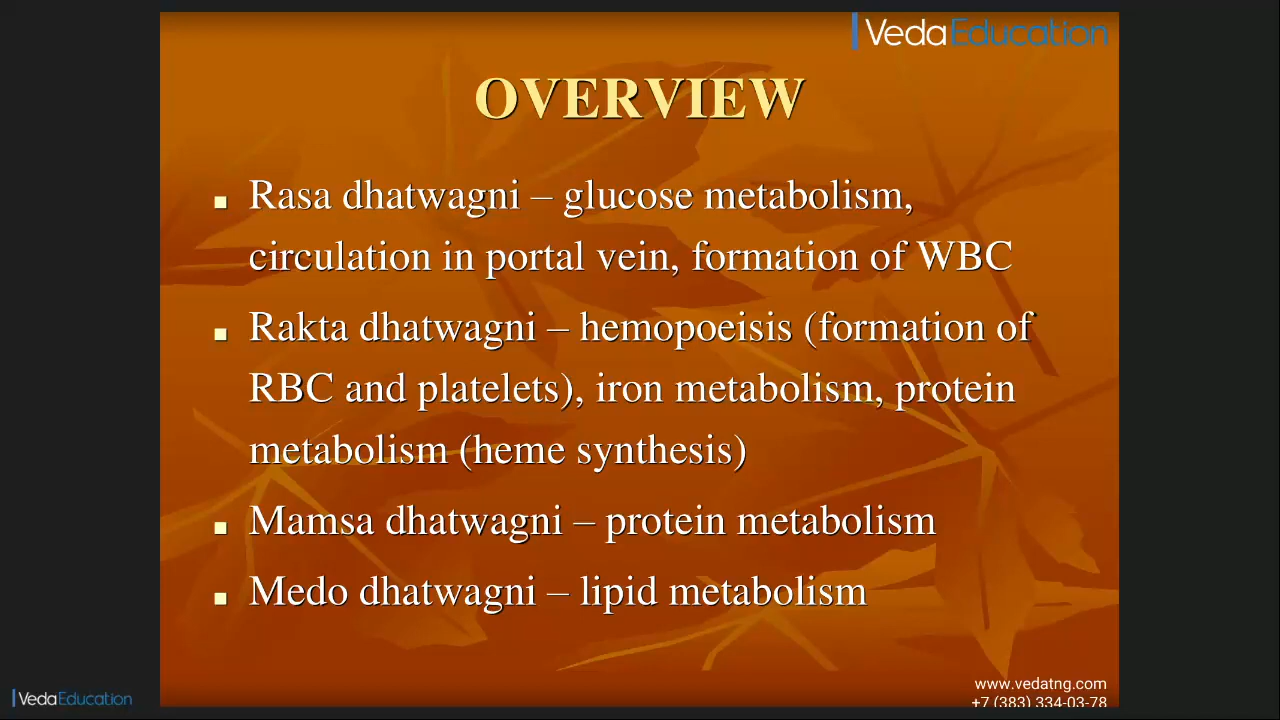 VedaEducation
OVERVIEW
▪ Rasa dhatwagni – glucose metabolism,
circulation in portal vein, formation of WBC
▪ Rakta dhatwagni – hemopoeisis (formation of
RBC and platelets), iron metabolism, protein
metabolism (heme synthesis)
▪ Mamsa dhatwagni – protein metabolism
▪ Medo dhatwagni – lipid metabolism
www.vedatng.com
+7 (383) 334-03-78
VedaEducation